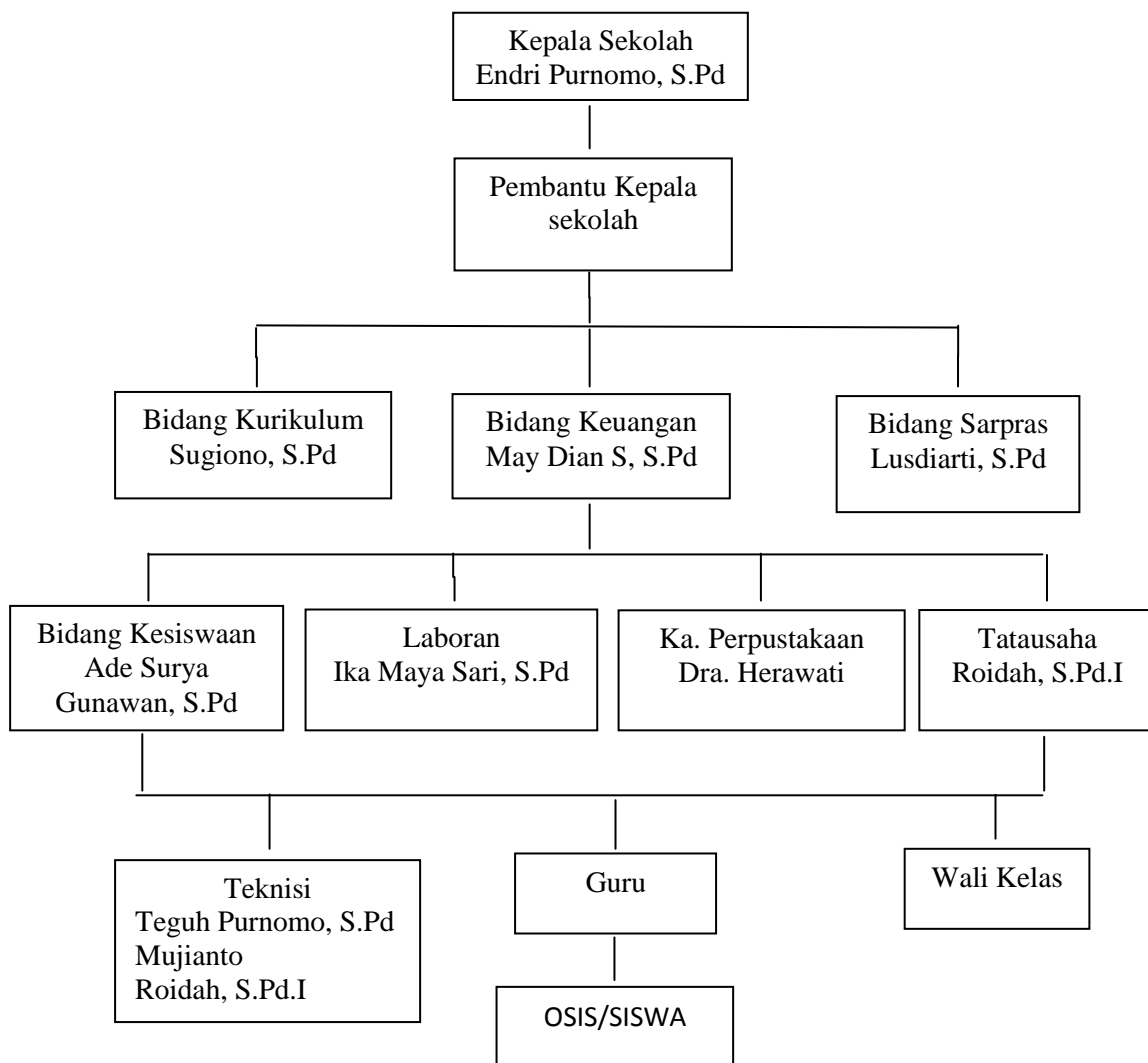 Kepala Sekolah
Endri Purnomo, S.Pd
Pembantu Kepala
sekolah
Bidang Kurikulum
Sugiono, S.Pd
Bidang Keuangan
May Dian S, S.Pd
Bidang Sarpras
Lusdiarti, S.Pd
Bidang Kesiswaan
Ade Surya
Gunawan, S.Pd
Laboran
Ika Maya Sari, S.Pd
Ka. Perpustakaan
Dra. Herawati
Tatausaha
Roidah, S.Pd.I
Teknisi
Teguh Purnomo, S.Pd
Mujianto
Roidah, S.Pd.I
Guru
Wali Kelas
OSIS/SISWA